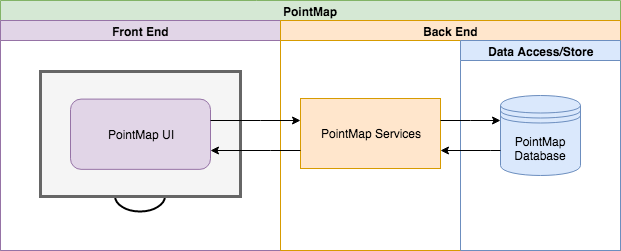 PointMap
Front End
Back End
Data Access/Store
PointMap UI
PointMap Services
PointMap
Database